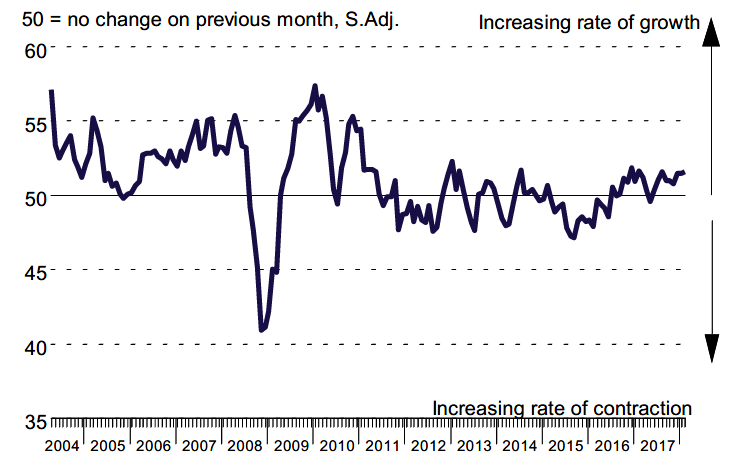 50 = no change on previous month, S.Adj.
Increasing rate of growth
60
55
50
45
40
35
Increasing rate of contraction
2004 2005 2006 2007 2008 2009 2010 2011 2012 2013 2014 2015 2016 2017